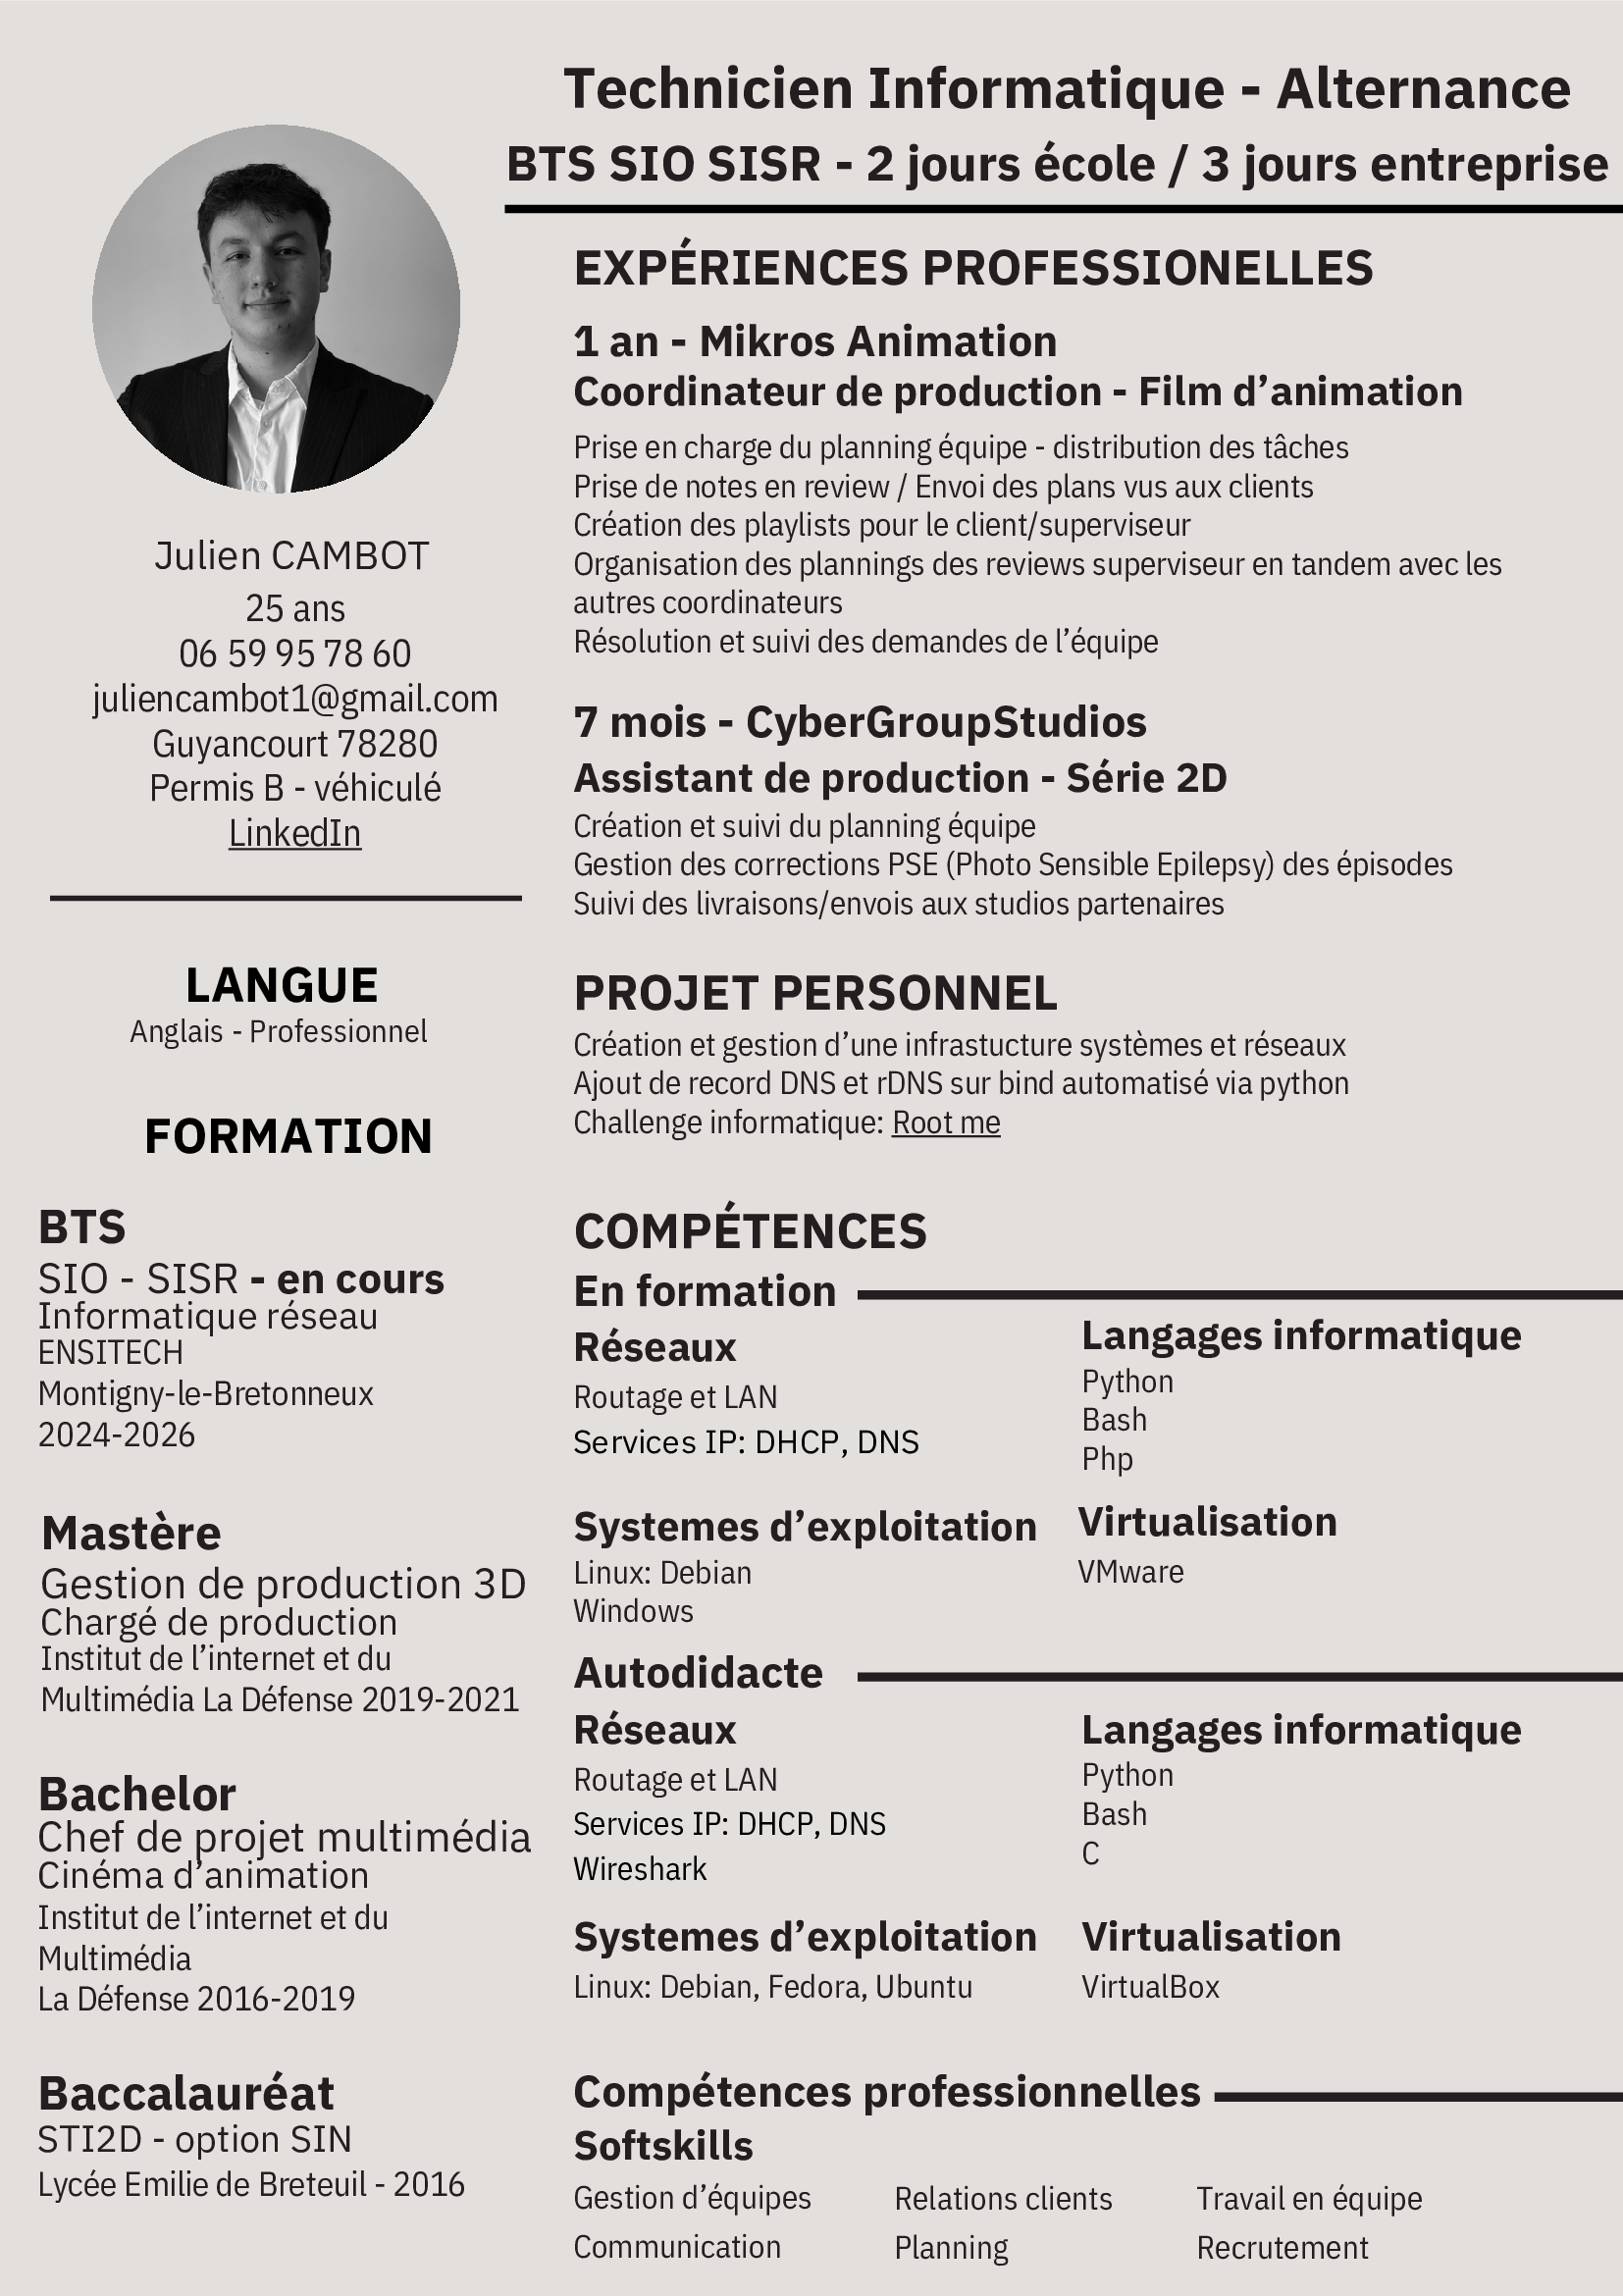 Technicien Informatique - Alternance
BTS SIO SISR - 2 jours école / 3 jours entreprise
Julien CAMBOT
25 ans
06 59 95 78 60
juliencambot1@gmail.com
Guyancourt 78280
Permis B - véhiculé
LinkedIn
LANGUE
Anglais - Professionnel
FORMATION
BTS
SIO - SISR - en cours
Informatique réseau
ENSITECH
Montigny-le-Bretonneux
2024-2026
Mastère
Gestion de production 3D
Chargé de production
Institut de l’internet et du
Multimédia La Défense 2019-2021
Bachelor
Chef de projet multimédia
Cinéma d’animation
Institut de l’internet et du
Multimédia
La Défense 2016-2019
Baccalauréat
STI2D - option SIN
Lycée Emilie de Breteuil - 2016
EXPÉRIENCES PROFESSIONELLES
1 an - Mikros Animation
Coordinateur de production - Film d’animation
Prise en charge du planning équipe - distribution des tâches
Prise de notes en review / Envoi des plans vus aux clients
Création des playlists pour le client/superviseur
Organisation des plannings des reviews superviseur en tandem avec les
autres coordinateurs
Résolution et suivi des demandes de l’équipe
7 mois - CyberGroupStudios
Assistant de production - Série 2D
Création et suivi du planning équipe
Gestion des corrections PSE (Photo Sensible Epilepsy) des épisodes
Suivi des livraisons/envois aux studios partenaires
PROJET PERSONNEL
Création et gestion d’une infrastucture systèmes et réseaux
Ajout de record DNS et rDNS sur bind automatisé via python
Challenge informatique: Root me
COMPÉTENCES
En formation
Réseaux
Routage et LAN
Services IP: DHCP, DNS
Langages informatique
Python
Bash
Php
Systemes d’exploitation
Linux: Debian
Windows
Virtualisation
VMware
Autodidacte
Réseaux
Routage et LAN
Services IP: DHCP, DNS
Wireshark
Langages informatique
Python
Bash
C
Systemes d’exploitation
Linux: Debian, Fedora, Ubuntu
Virtualisation
VirtualBox
Compétences professionnelles
Softskills
Gestion d’équipes
Relations clients
Travail en équipe
Communication
Planning
Recrutement